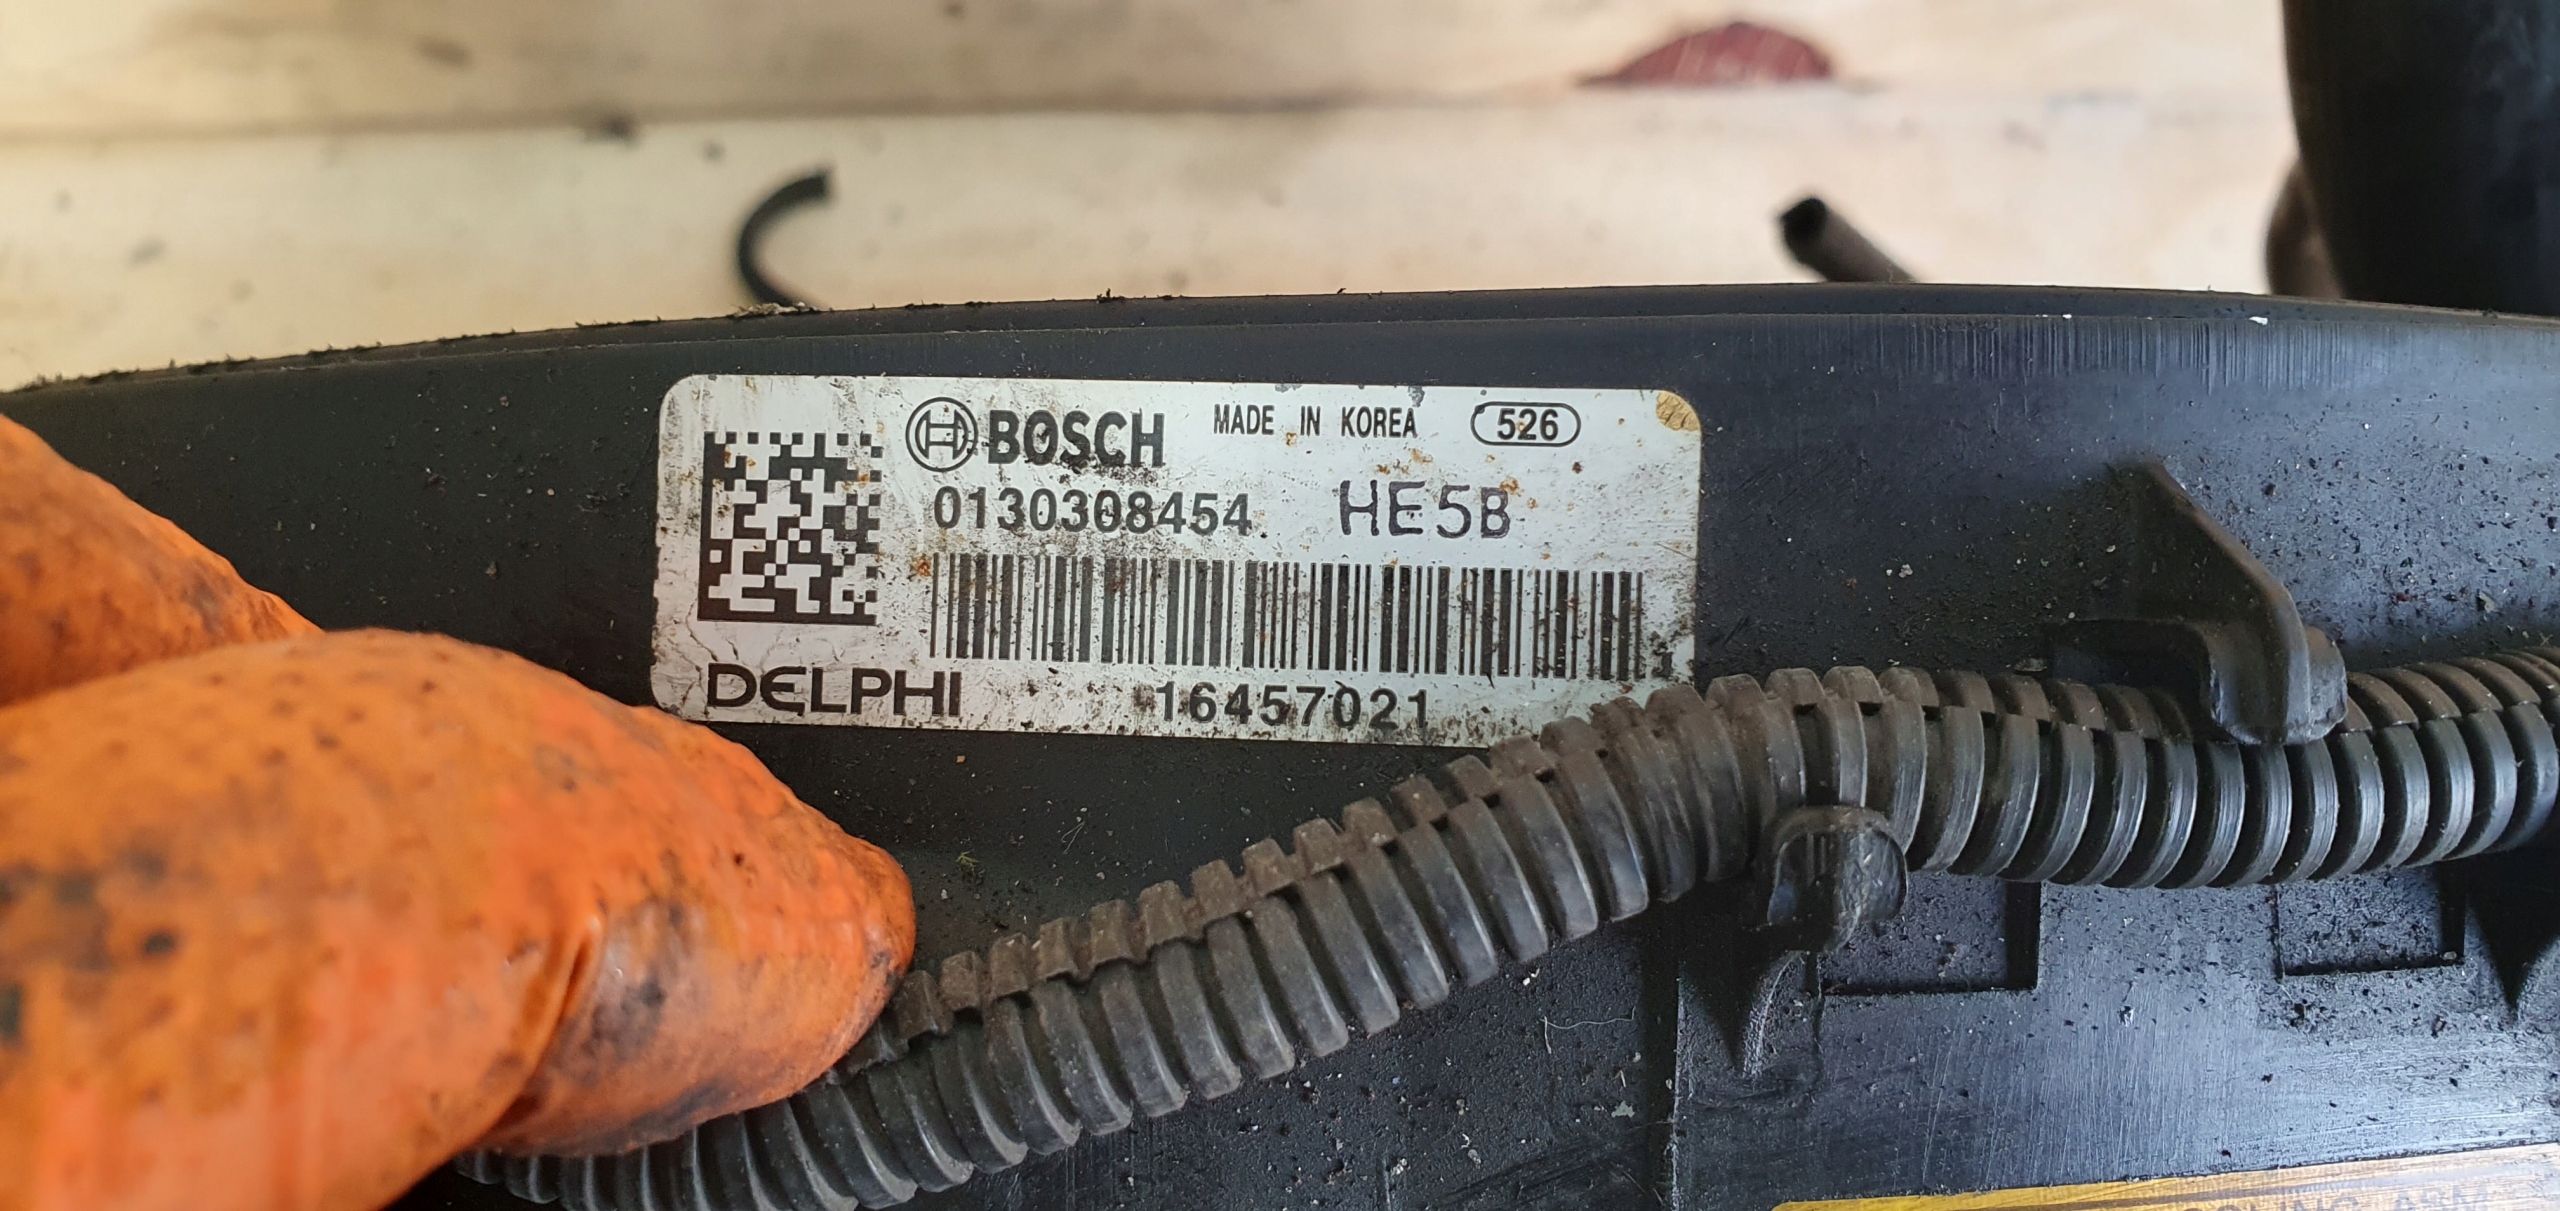 BOSCH MADE IN KOREA 526
0130308454 HE5B
DELPHI 16457021